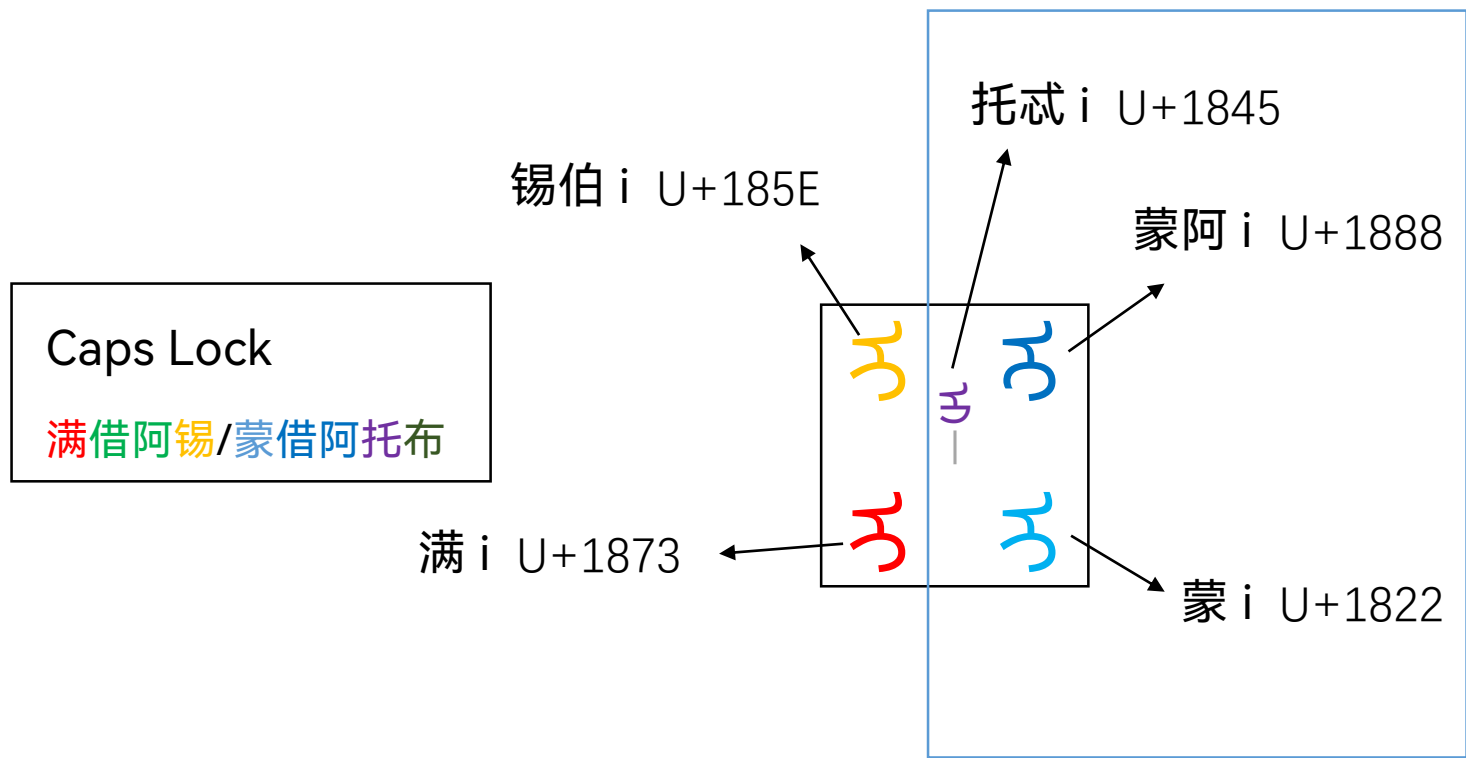 托忒 i U+1845
锡伯 i U+185E
蒙阿 i U+1888
Caps Lock
满借阿锡/蒙借阿托布
ᡞ ᢈ
ᡅ
ᡳ ᠢ
满 i U+1873
蒙 i U+1822